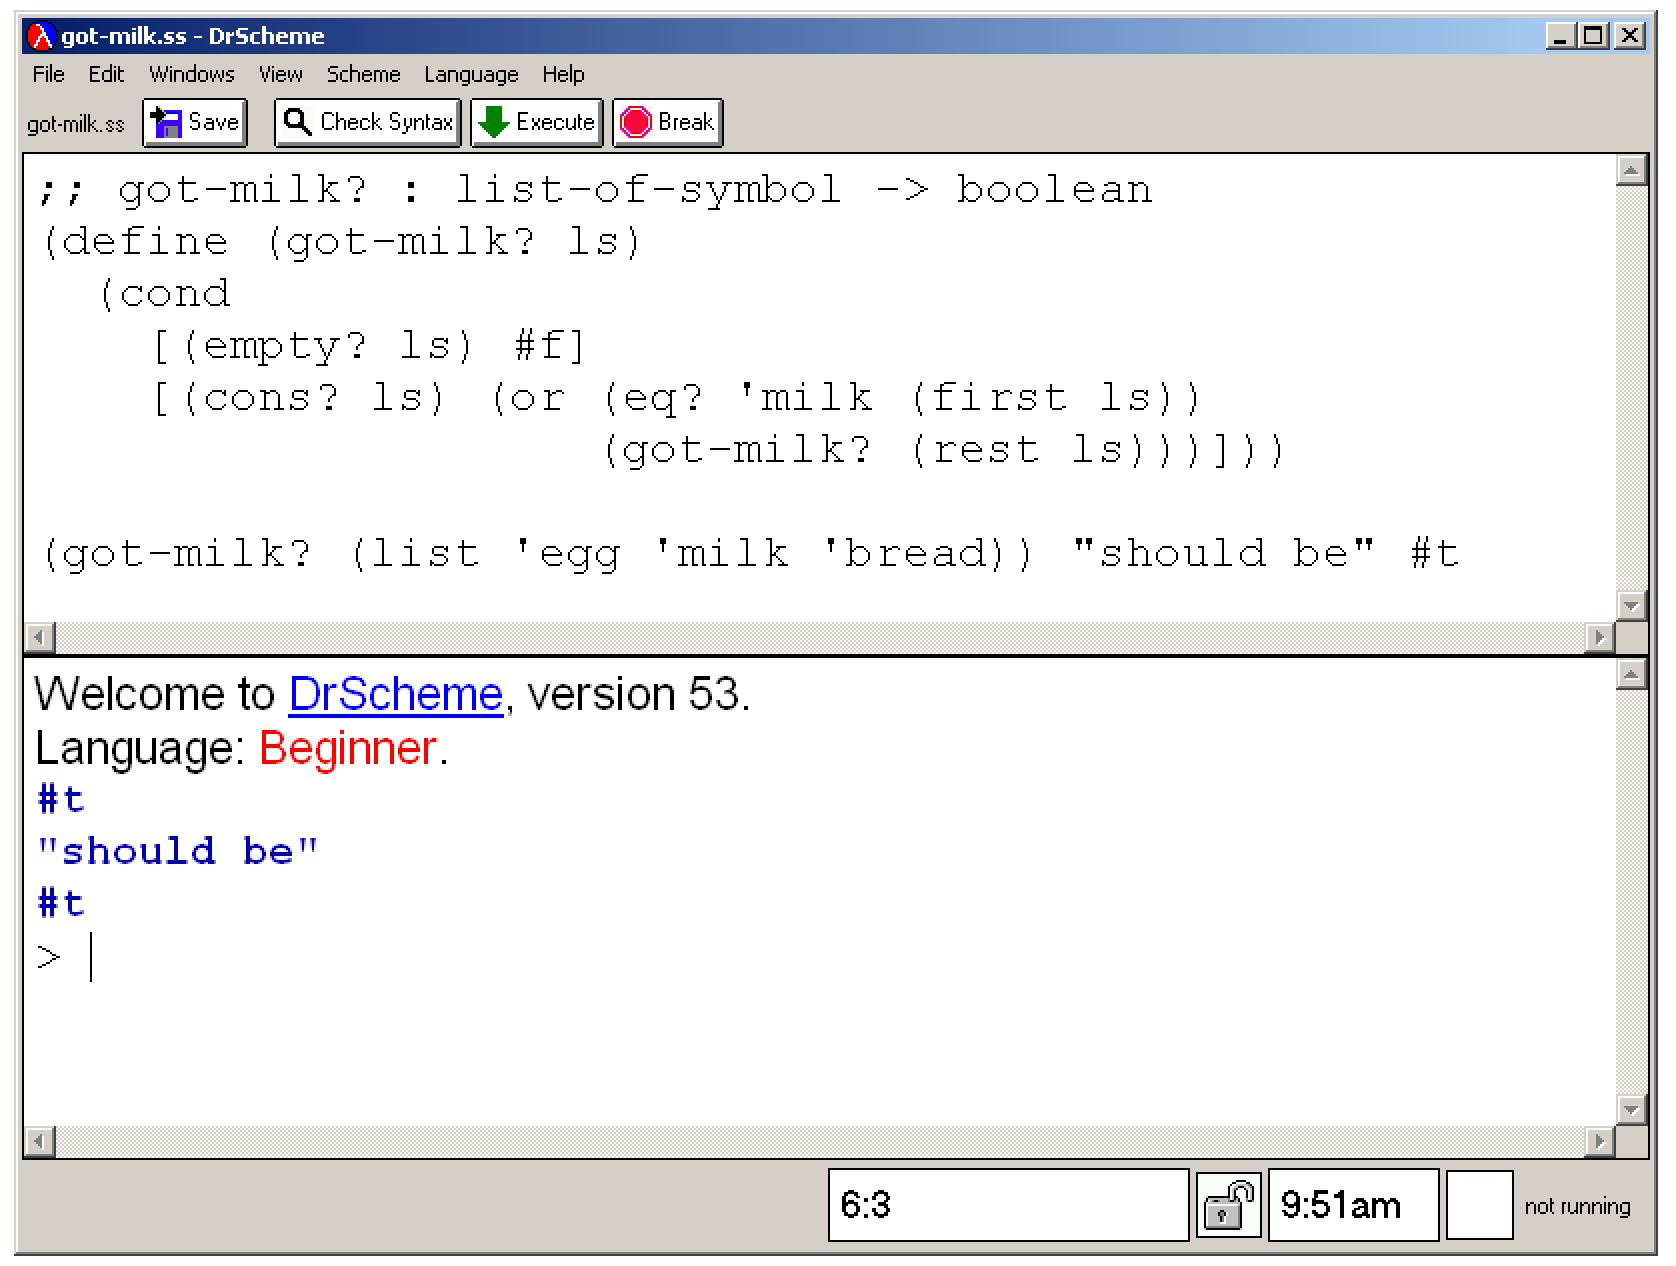 got-milk.ss - DrScheme
File Edit Windows View Scheme Language Help
got-milk.ss Save Check Syntax Execute Break
;; got-milk? : list-of-symbol -> boolean
(define (got-milk? ls)
  (cond
    [(empty? ls) #f]
    [(cons? ls) (or (eq? 'milk (first ls))
                    (got-milk? (rest ls)))]))
(got-milk? (list 'egg 'milk 'bread)) "should be" #t
Welcome to DrScheme, version 53.
Language: Beginner.
#t
"should be"
#t
>
6:3 9:51am not running